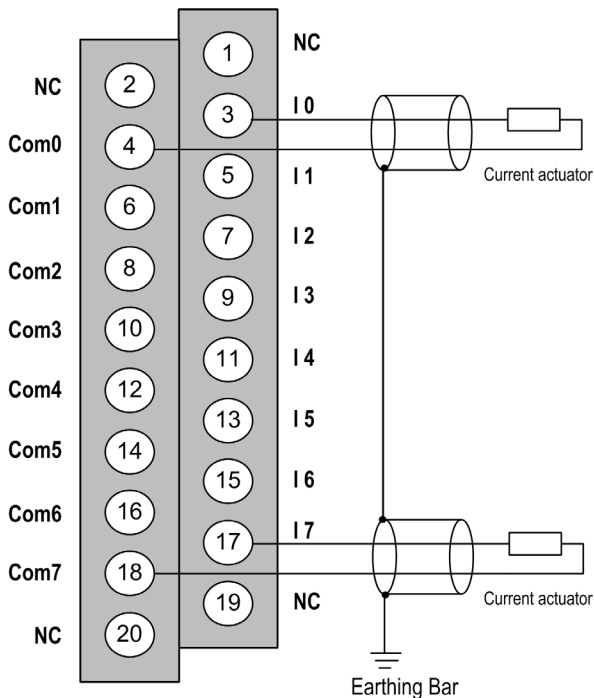 1 NC
NC 2
3 I 0
Com0 4
5 I 1
Current actuator
Com1 6
7 I 2
Com2 8
9 I 3
Com3 10
11 I 4
Com4 12
13 I 5
Com5 14
15 I 6
Com6 16
17 I 7
Com7 18
19 NC
Current actuator
NC 20
Earthing Bar